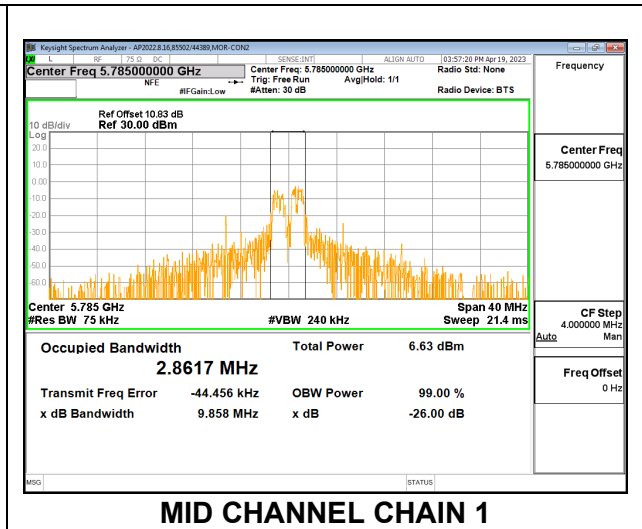 Keysight Spectrum Analyzer - AP2022.8.16,85502/44389,MOR-CON2
L RF 75 Ω DC SENSE:INT ALIGN AUTO 03:57:20 PM Apr 19, 2023
Center Freq 5.785000000 GHz
NFE
#IFGain:Low
Center Freq: 5.785000000 GHz
Trig: Free Run Avg|Hold: 1/1
#Atten: 30 dB
Radio Std: None
Radio Device: BTS
Frequency
Ref Offset 10.83 dB
10 dB/div Ref 30.00 dBm
Log
20.0
10.0
0.00
-10.0
-20.0
-30.0
-40.0
-50.0
-60.0
Center 5.785 GHz Span 40 MHz
#Res BW 75 kHz #VBW 240 kHz Sweep 21.4 ms
Occupied Bandwidth Total Power 6.63 dBm
2.8617 MHz
Transmit Freq Error -44.456 kHz OBW Power 99.00 %
x dB Bandwidth 9.858 MHz x dB -26.00 dB
Center Freq
5.785000000 GHz
CF Step
4.000000 MHz
Auto Man
Freq Offset
0 Hz
MSG STATUS
MID CHANNEL CHAIN 1